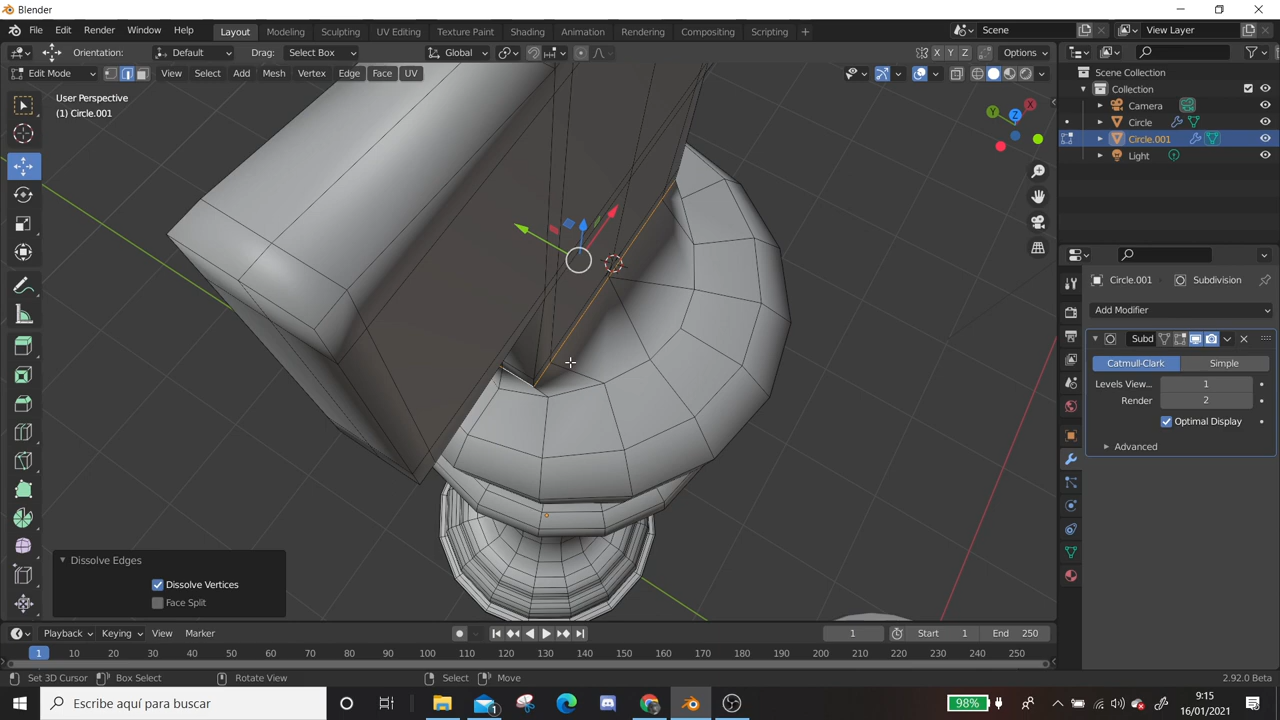 Blender
File Edit Render Window Help Layout Modeling Sculpting UV Editing Texture Paint Shading Animation Rendering Compositing Scripting + Scene View Layer
Orientation: Default Drag: Select Box Global X Y Z Options
Edit Mode View Select Add Mesh Vertex Edge Face UV
User Perspective
(1) Circle.001
Y Z X
Scene Collection
Collection
Camera
Circle
Circle.001
Light
Circle.001 Subdivision
Add Modifier
Subd
Catmull-Clark Simple
Levels View... 1
Render 2
Optimal Display
Advanced
Dissolve Edges
Dissolve Vertices
Face Split
Playback Keying View Marker 1 Start 1 End 250
1 10 20 30 40 50 60 70 80 90 100 110 120 130 140 150 160 170 180 190 200 210 220 230 240 250
Set 3D Cursor Box Select Rotate View Select Move 2.92.0 Beta
Escribe aquí para buscar 1 98% 9:15
16/01/2021